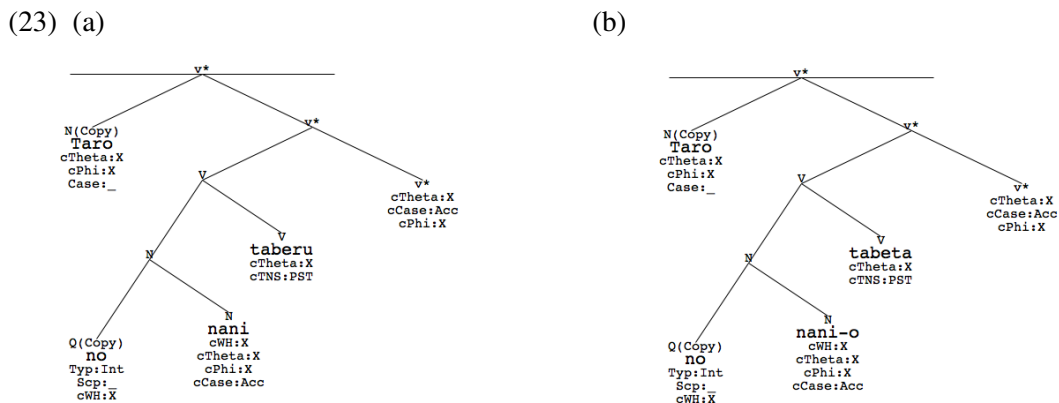 (23) (a)
v*
N(Copy)
Taro
cTheta:X
cPhi:X
Case:_
v*
V
v*
cTheta:X
cCase:Acc
cPhi:X
N
V
taberu
cTheta:X
cTNS:PST
Q(Copy)
no
Typ:Int
Scp:_
cWH:X
N
nani
cWH:X
cTheta:X
cPhi:X
cCase:Acc
(b)
v*
N(Copy)
Taro
cTheta:X
cPhi:X
Case:_
v*
V
v*
cTheta:X
cCase:Acc
cPhi:X
N
V
tabeta
cTheta:X
cTNS:PST
Q(Copy)
no
Typ:Int
Scp:_
cWH:X
N
nani-o
cWH:X
cTheta:X
cPhi:X
cCase:Acc